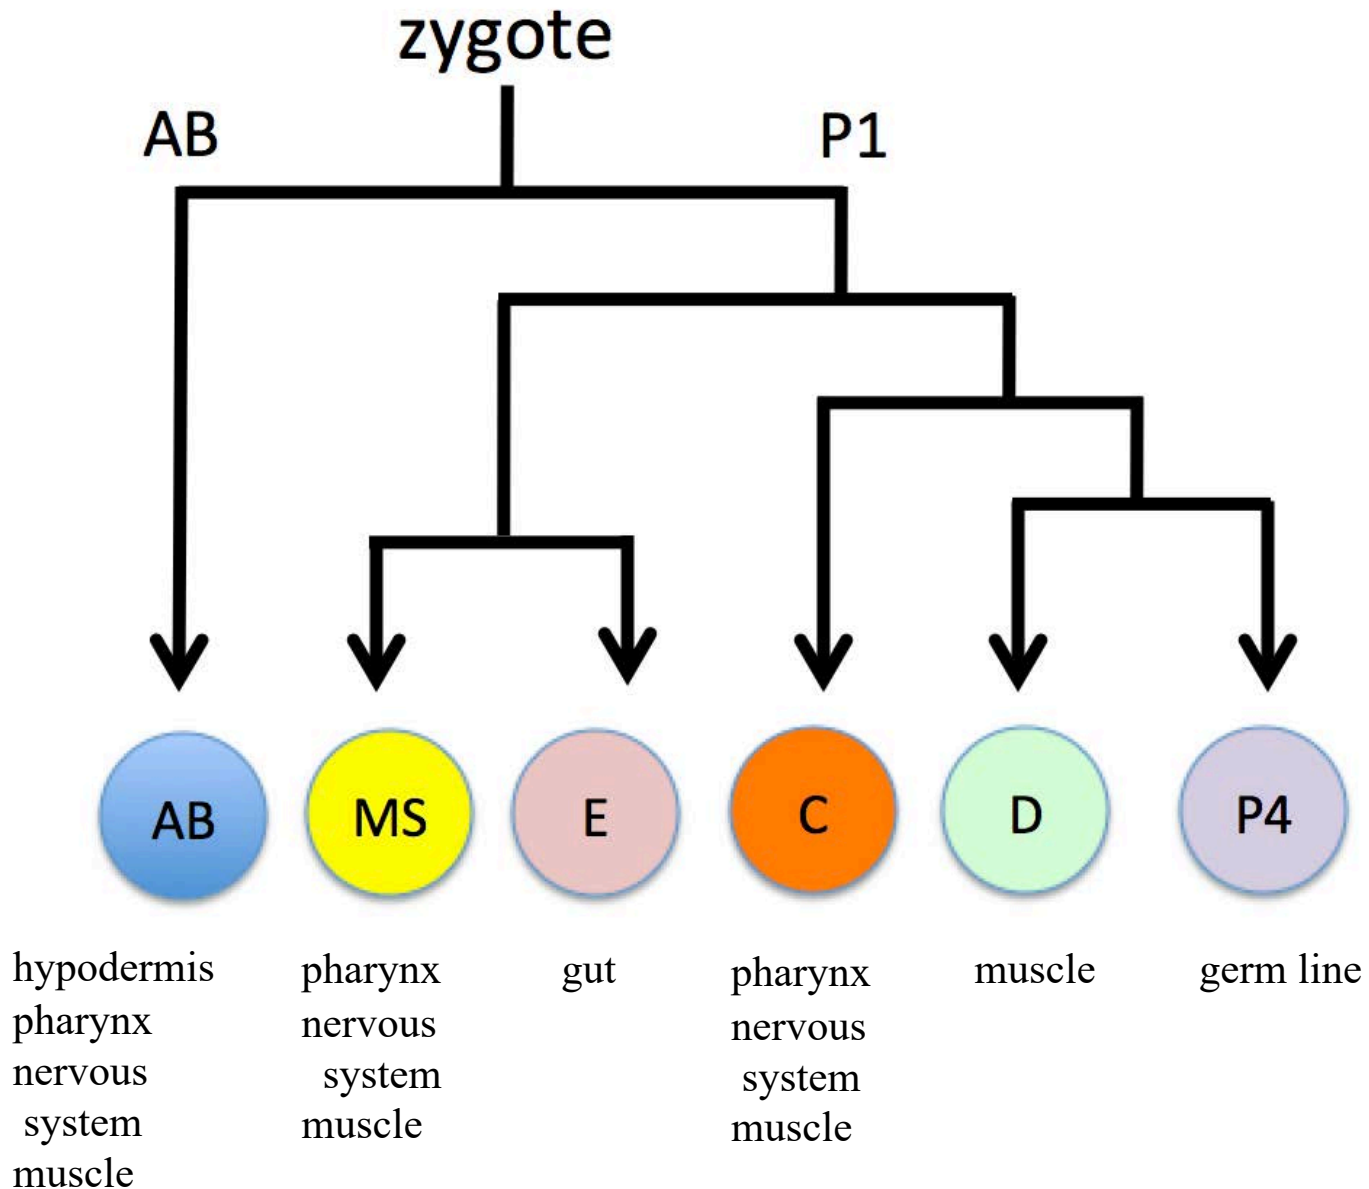 zygote
AB
P1
AB
MS
E
C
D
P4
hypodermis
pharynx
nervous
system
muscle
pharynx
nervous
system
muscle
gut
pharynx
nervous
system
muscle
muscle
germ line